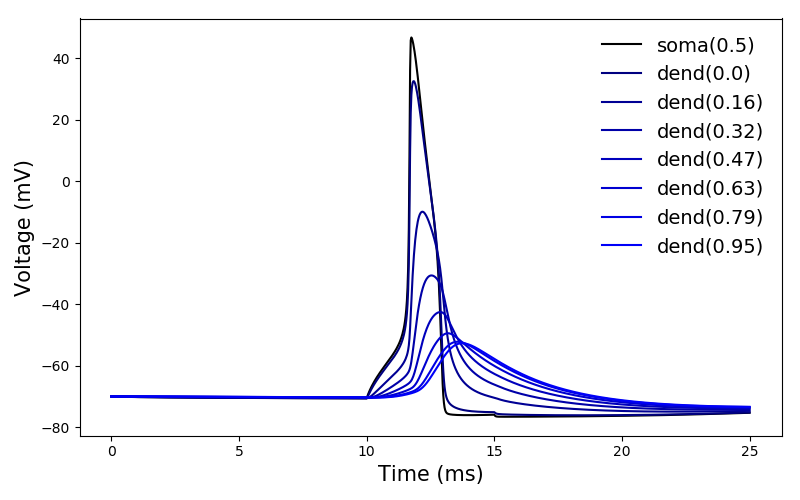 soma(0.5)
dend(0.0)
dend(0.16)
dend(0.32)
dend(0.47)
dend(0.63)
dend(0.79)
dend(0.95)
Voltage (mV)
40
20
0
−20
−40
−60
−80
0 5 10 15 20 25
Time (ms)